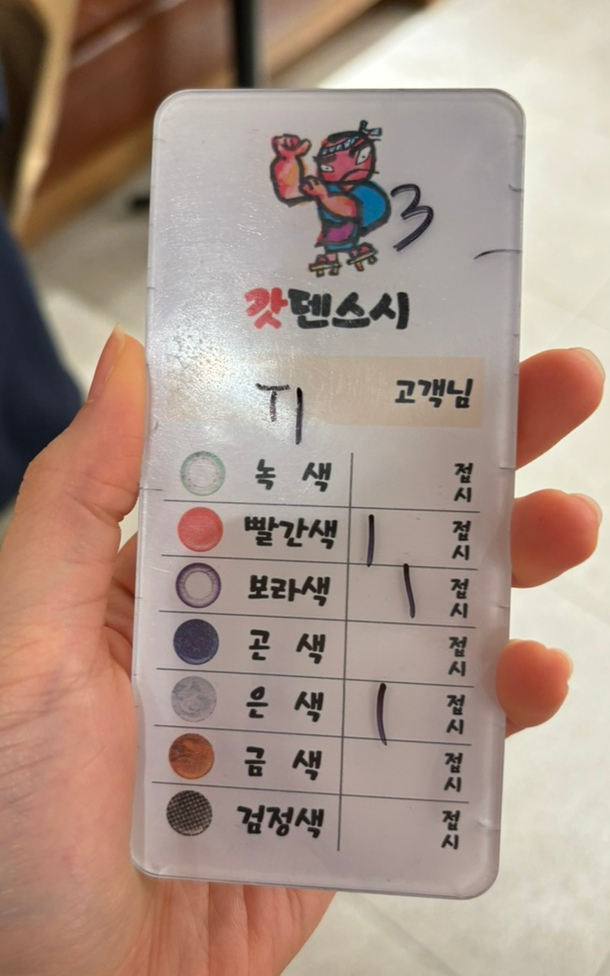 3
갓덴스시
T1 고객님
녹 색 접시
빨간색 1 접시
보라색 1 접시
곤 색 접시
은 색 1 접시
금 색 접시
검정색 접시